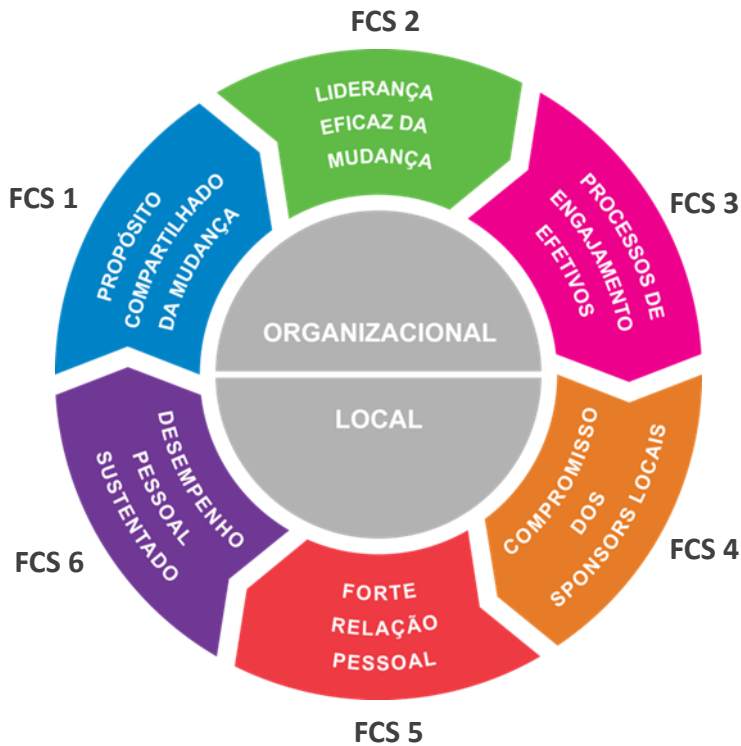 FCS 1
PROPÓSITO
COMPARTILHADO
DA MUDANÇA
FCS 2
LIDERANÇA
EFICAZ DA
MUDANÇA
FCS 3
PROCESSOS DE
ENGAJAMENTO
EFETIVOS
ORGANIZACIONAL
LOCAL
FCS 4
COMPROMISSO
DOS
SPONSORS LOCAIS
FCS 5
FORTE
RELAÇÃO
PESSOAL
FCS 6
DESEMPENHO
PESSOAL
SUSTENTADO